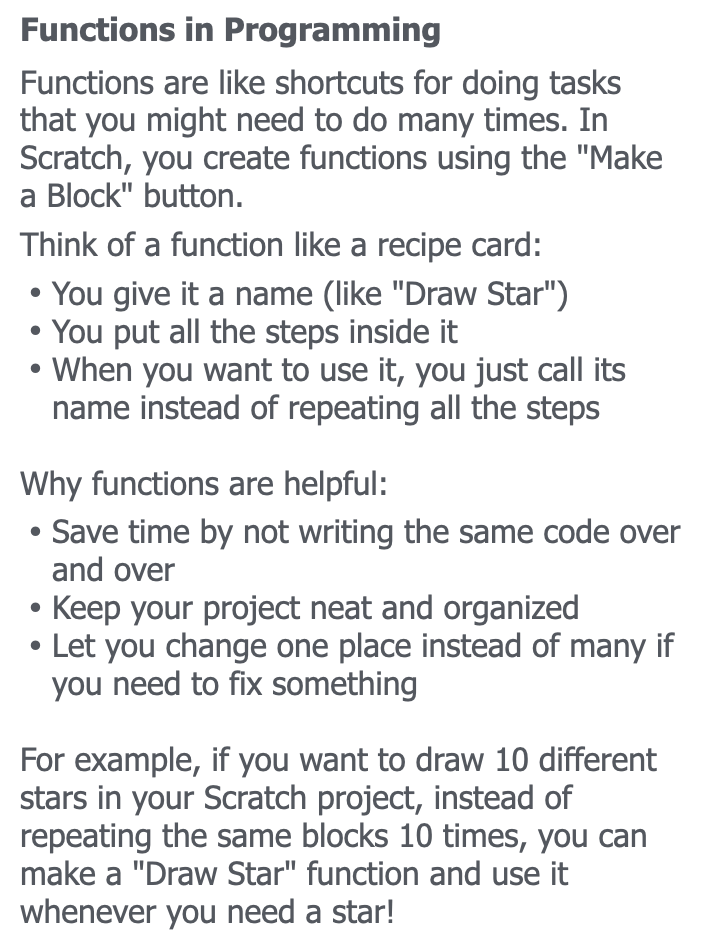 Functions in Programming
Functions are like shortcuts for doing tasks
that you might need to do many times. In
Scratch, you create functions using the "Make
a Block" button.
Think of a function like a recipe card:
• You give it a name (like "Draw Star")
• You put all the steps inside it
• When you want to use it, you just call its
name instead of repeating all the steps
Why functions are helpful:
• Save time by not writing the same code over
and over
• Keep your project neat and organized
• Let you change one place instead of many if
you need to fix something
For example, if you want to draw 10 different
stars in your Scratch project, instead of
repeating the same blocks 10 times, you can
make a "Draw Star" function and use it
whenever you need a star!